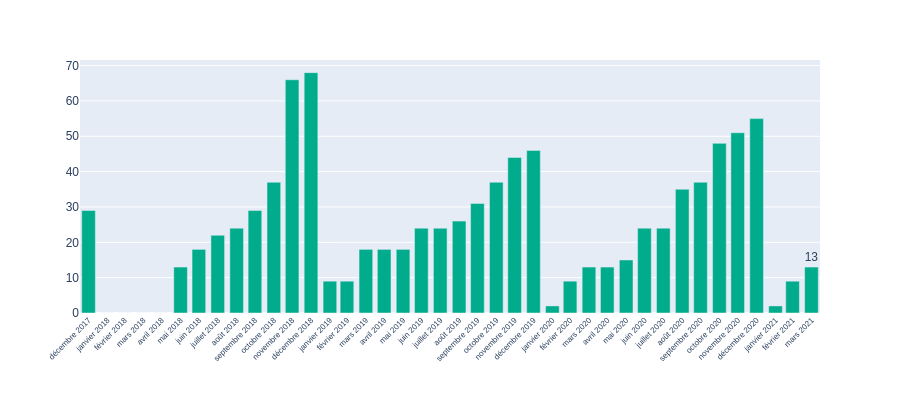 70
60
50
40
30
20
10
0
13
décembre 2017
janvier 2018
février 2018
mars 2018
avril 2018
mai 2018
juin 2018
juillet 2018
août 2018
septembre 2018
octobre 2018
novembre 2018
décembre 2018
janvier 2019
février 2019
mars 2019
avril 2019
mai 2019
juin 2019
juillet 2019
août 2019
septembre 2019
octobre 2019
novembre 2019
décembre 2019
janvier 2020
février 2020
mars 2020
avril 2020
mai 2020
juin 2020
juillet 2020
août 2020
septembre 2020
octobre 2020
novembre 2020
décembre 2020
janvier 2021
février 2021
mars 2021